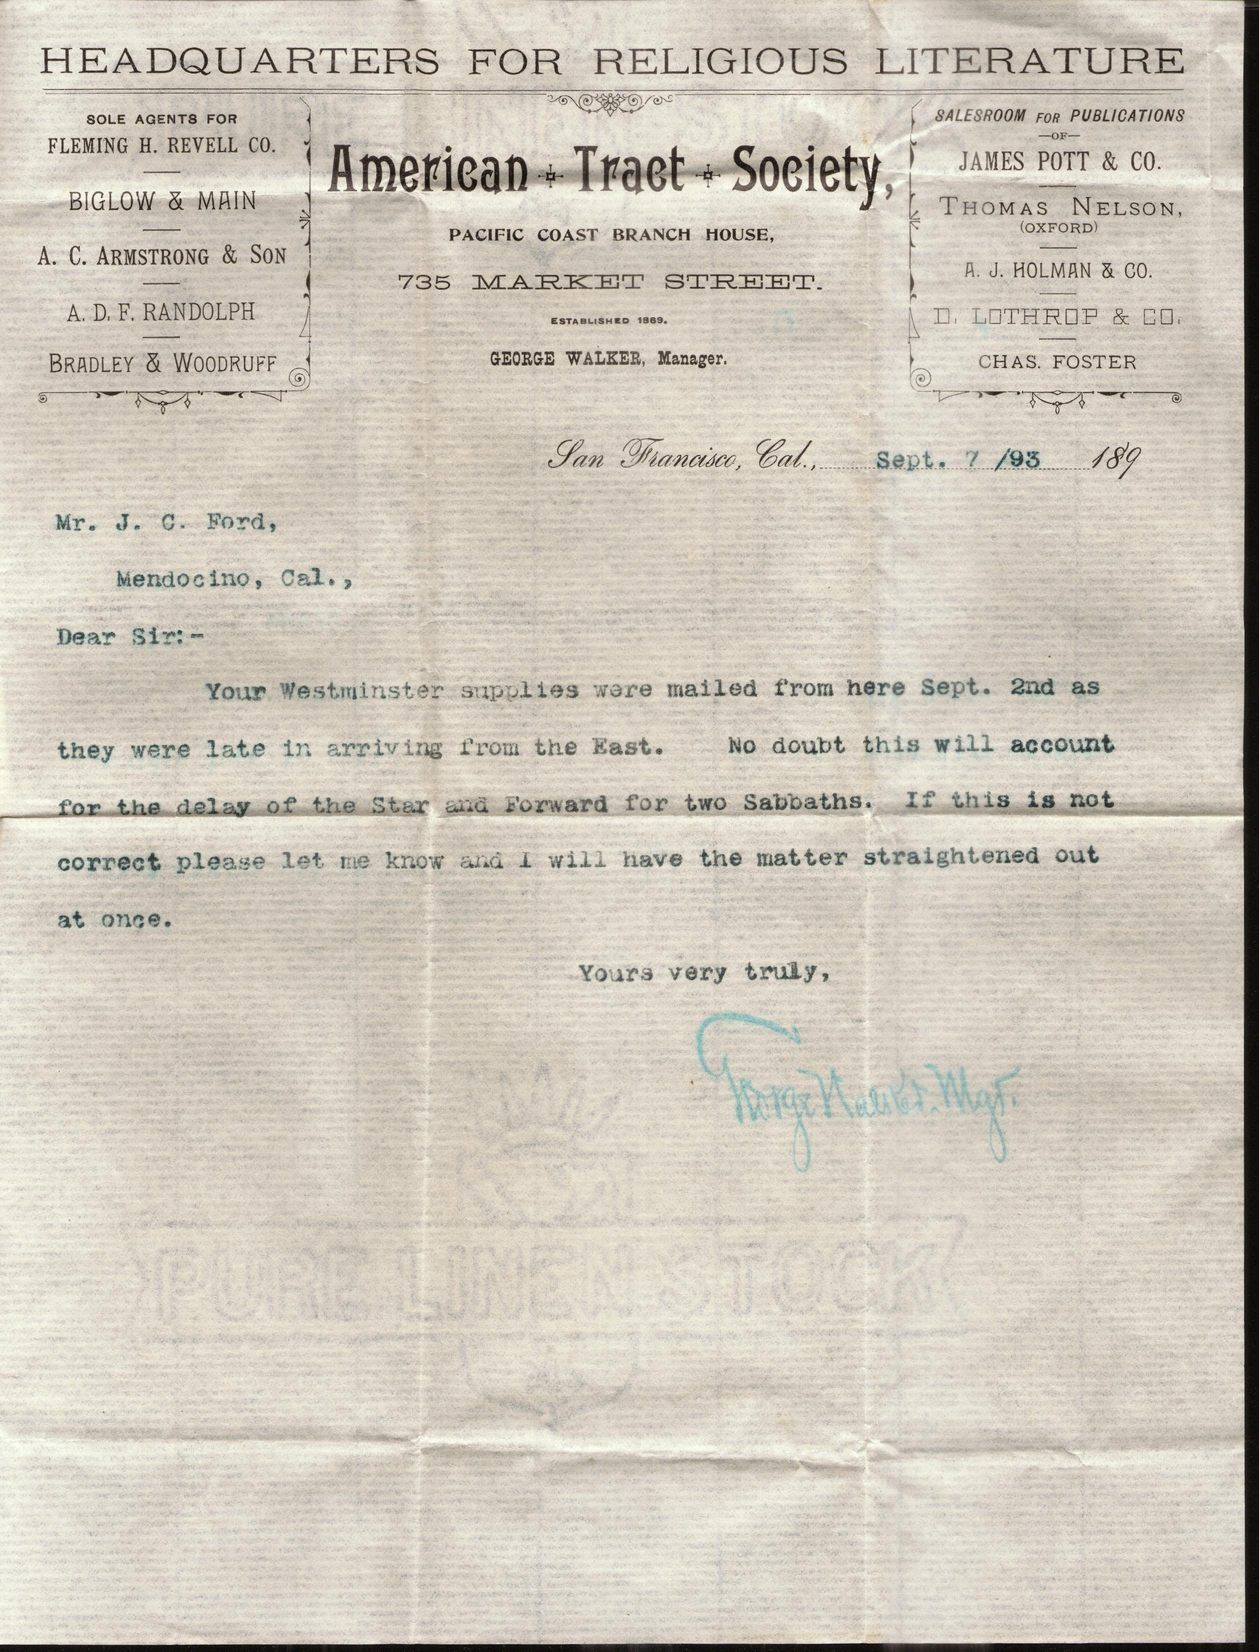 HEADQUARTERS FOR RELIGIOUS LITERATURE
SOLE AGENTS FOR
FLEMING H. REVELL CO.
BIGLOW & MAIN
A. C. ARMSTRONG & SON
A. D. F. RANDOLPH
BRADLEY & WOODRUFF
American Tract Society,
PACIFIC COAST BRANCH HOUSE,
735 MARKET STREET.
ESTABLISHED 1869.
GEORGE WALKER, Manager.
SALESROOM FOR PUBLICATIONS
—OF—
JAMES POTT & CO.
THOMAS NELSON,
(OXFORD)
A. J. HOLMAN & CO.
D. LOTHROP & CO.
CHAS. FOSTER
San Francisco, Cal., Sept. 7 /93 189
Mr. J. C. Ford,
Mendocino, Cal.,
Dear Sir:-
Your Westminster supplies were mailed from here Sept. 2nd as
they were late in arriving from the East. No doubt this will account
for the delay of the Star and Forward for two Sabbaths. If this is not
correct please let me know and I will have the matter straightened out
at once.
Yours very truly,
George Walker. Mgr.
PURE LINEN STOCK